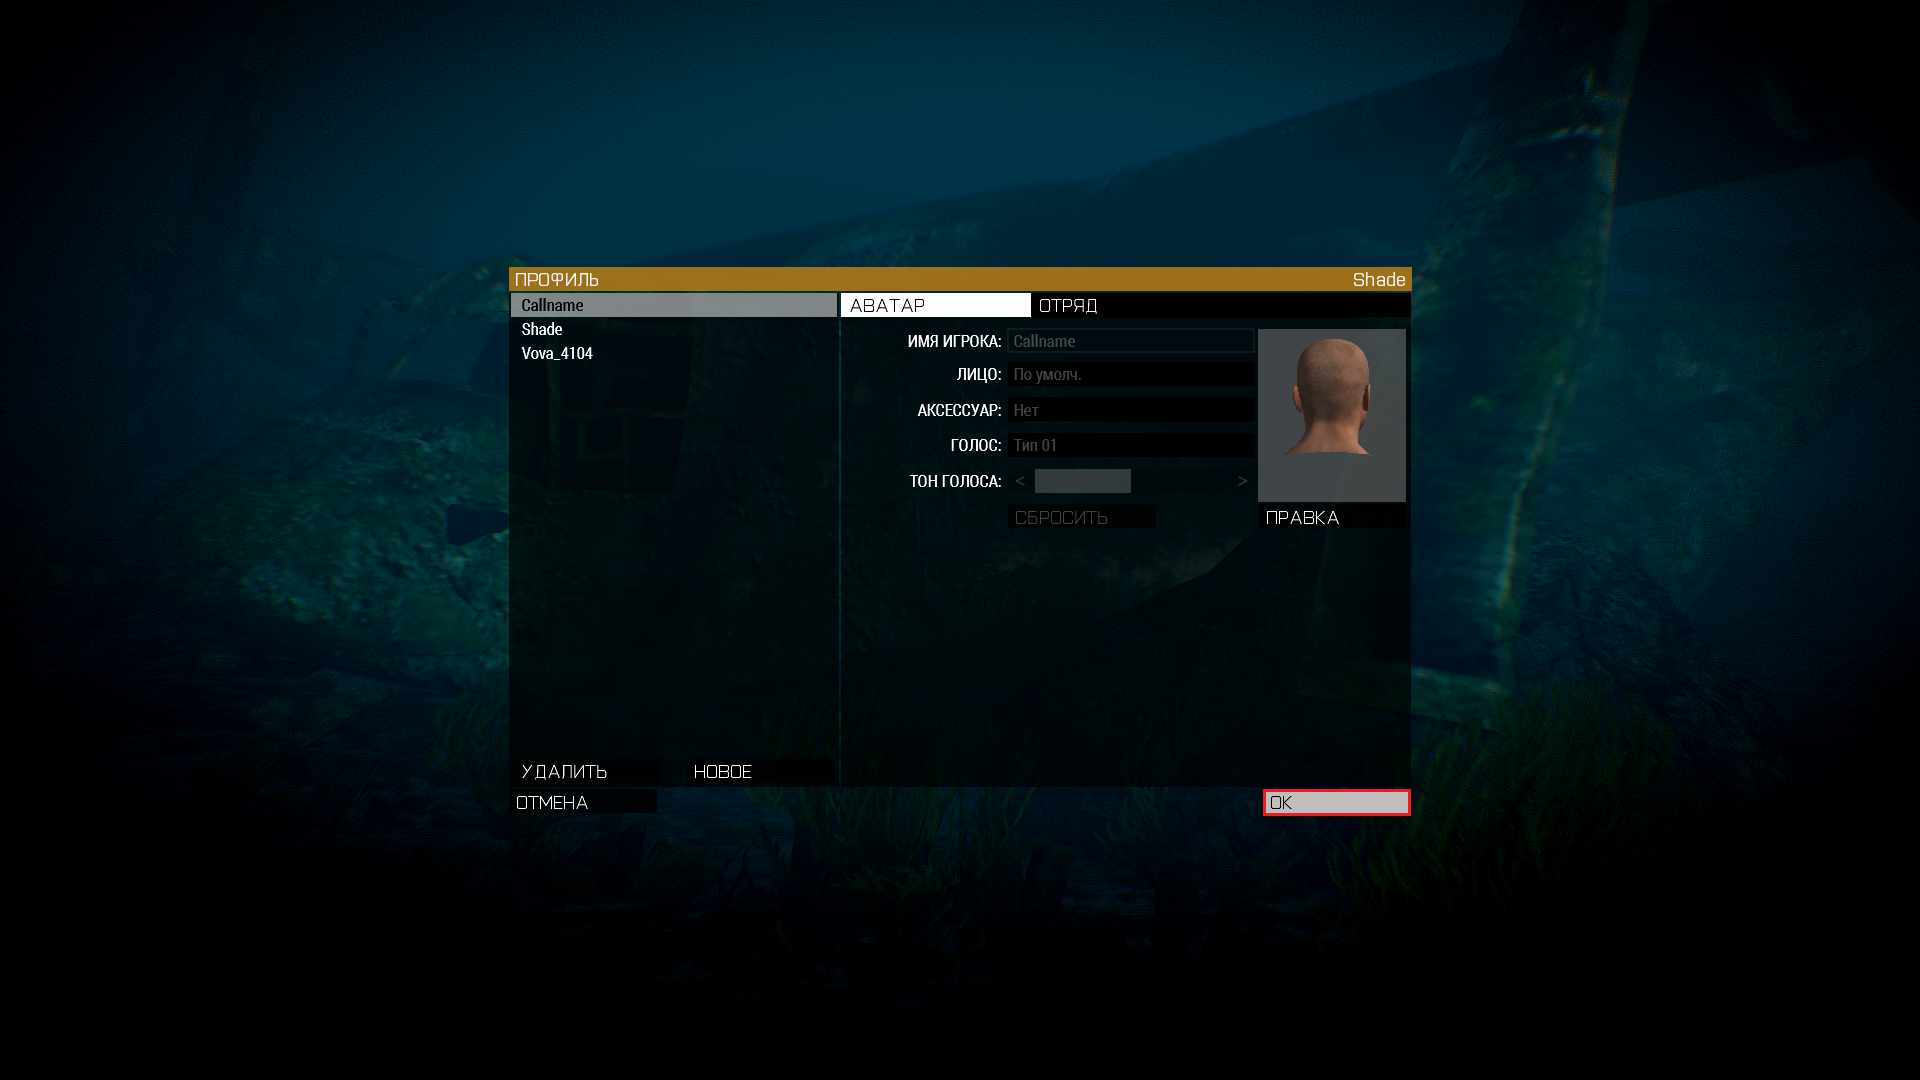 ПРОФИЛЬ Shade
Callname
Shade
Vova_4104
АВАТАР ОТРЯД
ИМЯ ИГРОКА: Callname
ЛИЦО: По умолч.
АКСЕССУАР: Нет
ГОЛОС: Тип 01
ТОН ГОЛОСА: < >
СБРОСИТЬ ПРАВКА
УДАЛИТЬ НОВОЕ
ОТМЕНА OK